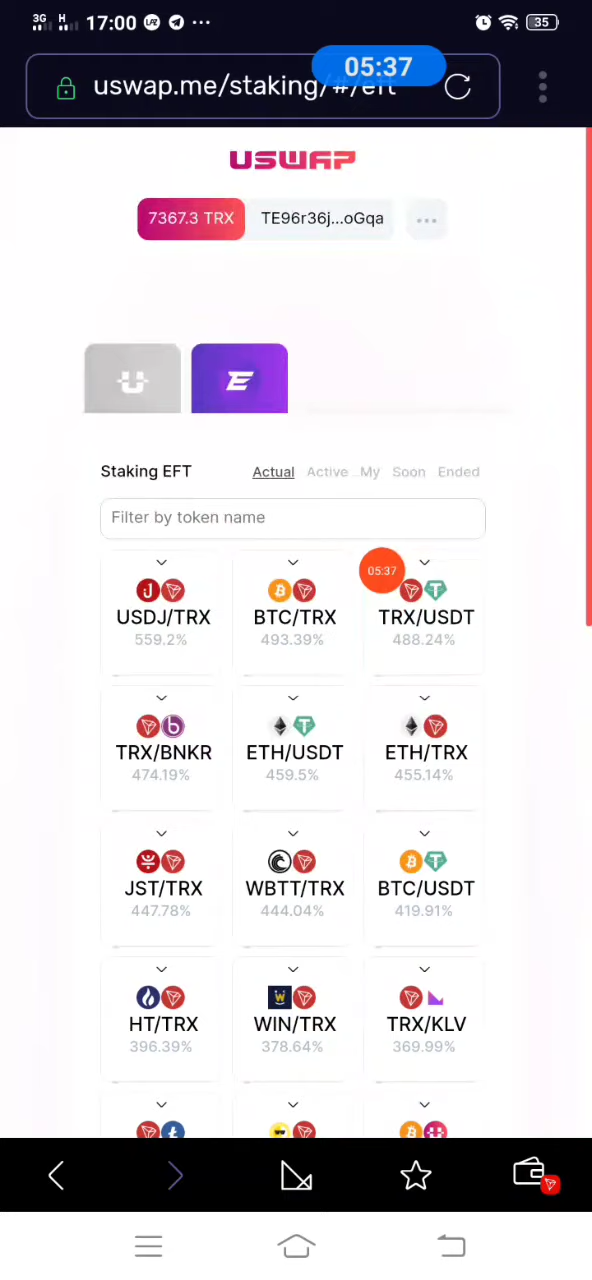 3G H 17:00 35
05:37
uswap.me/staking/#/eft
USWAP
7367.3 TRX TE96r36j...oGqa
Staking EFT Actual Active My Soon Ended
Filter by token name
05:37
USDJ/TRX BTC/TRX TRX/USDT
559.2% 493.39% 488.24%
TRX/BNKR ETH/USDT ETH/TRX
474.19% 459.5% 455.14%
JST/TRX WBTT/TRX BTC/USDT
447.78% 444.04% 419.91%
HT/TRX WIN/TRX TRX/KLV
396.39% 378.64% 369.99%